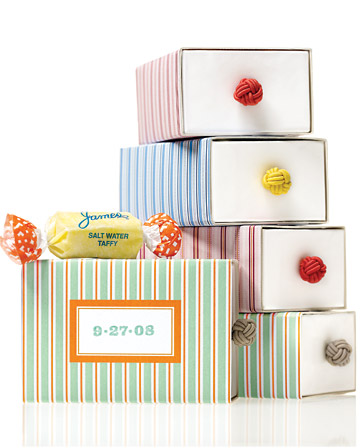 James
SALT WATER
TAFFY
9·27·08